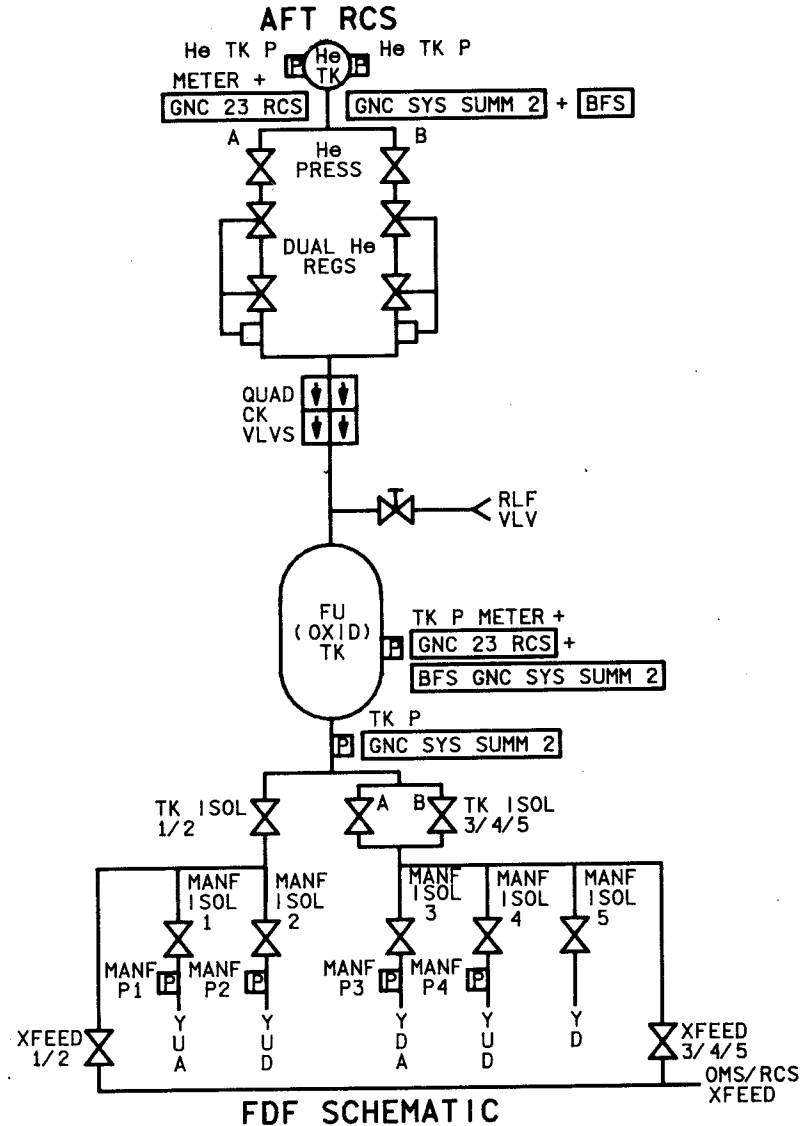 AFT RCS
He TK P
He TK P
P
He
TK
P
METER +
GNC 23 RCS
GNC SYS SUMM 2 + BFS
A
B
He
PRESS
DUAL He
REGS
QUAD
CK
VLVS
RLF
VLV
FU
(OXID)
TK
P
TK P METER +
GNC 23 RCS +
BFS GNC SYS SUMM 2
TK P
P
GNC SYS SUMM 2
TK ISOL
1/2
A
B
TK ISOL
3/4/5
MANF
ISOL
1
MANF
ISOL
2
MANF
ISOL
3
MANF
ISOL
4
MANF
ISOL
5
MANF
P1
P
MANF
P2
P
MANF
P3
P
MANF
P4
P
Y
U
A
Y
U
D
Y
D
A
Y
U
D
Y
D
XFEED
1/2
XFEED
3/4/5
OMS/RCS
XFEED
FDF SCHEMATIC